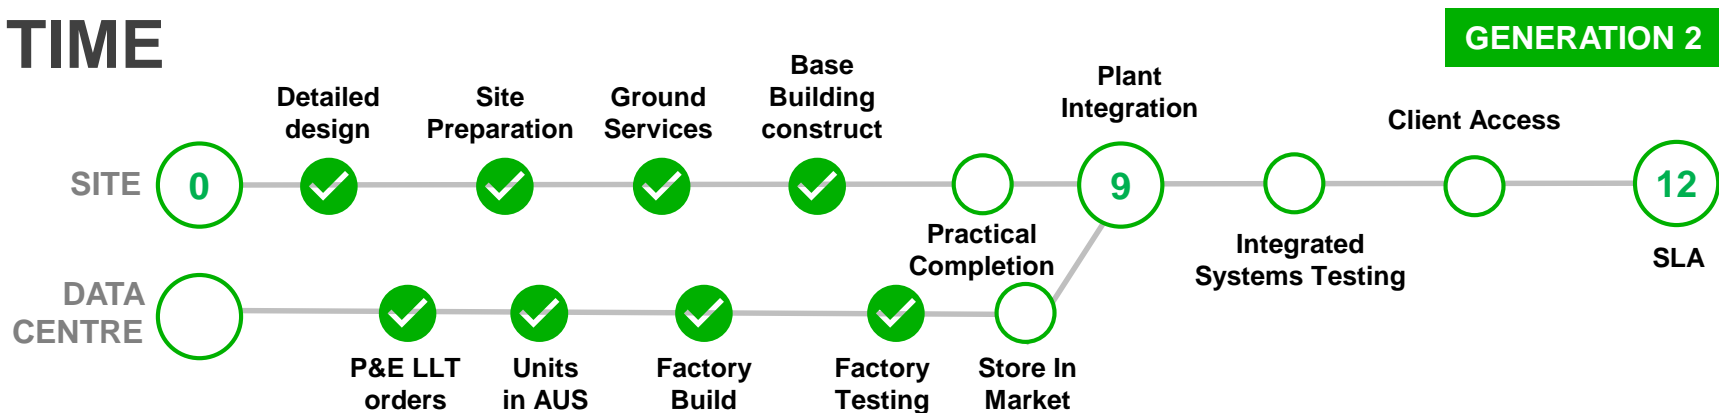 TIME
GENERATION 2
Detailed
design
Site
Preparation
Ground
Services
Base
Building
construct
Plant
Integration
Client Access
SITE
0
9
12
Practical
Completion
Integrated
Systems Testing
SLA
DATA
CENTRE
P&E LLT
orders
Units
in AUS
Factory
Build
Factory
Testing
Store In
Market